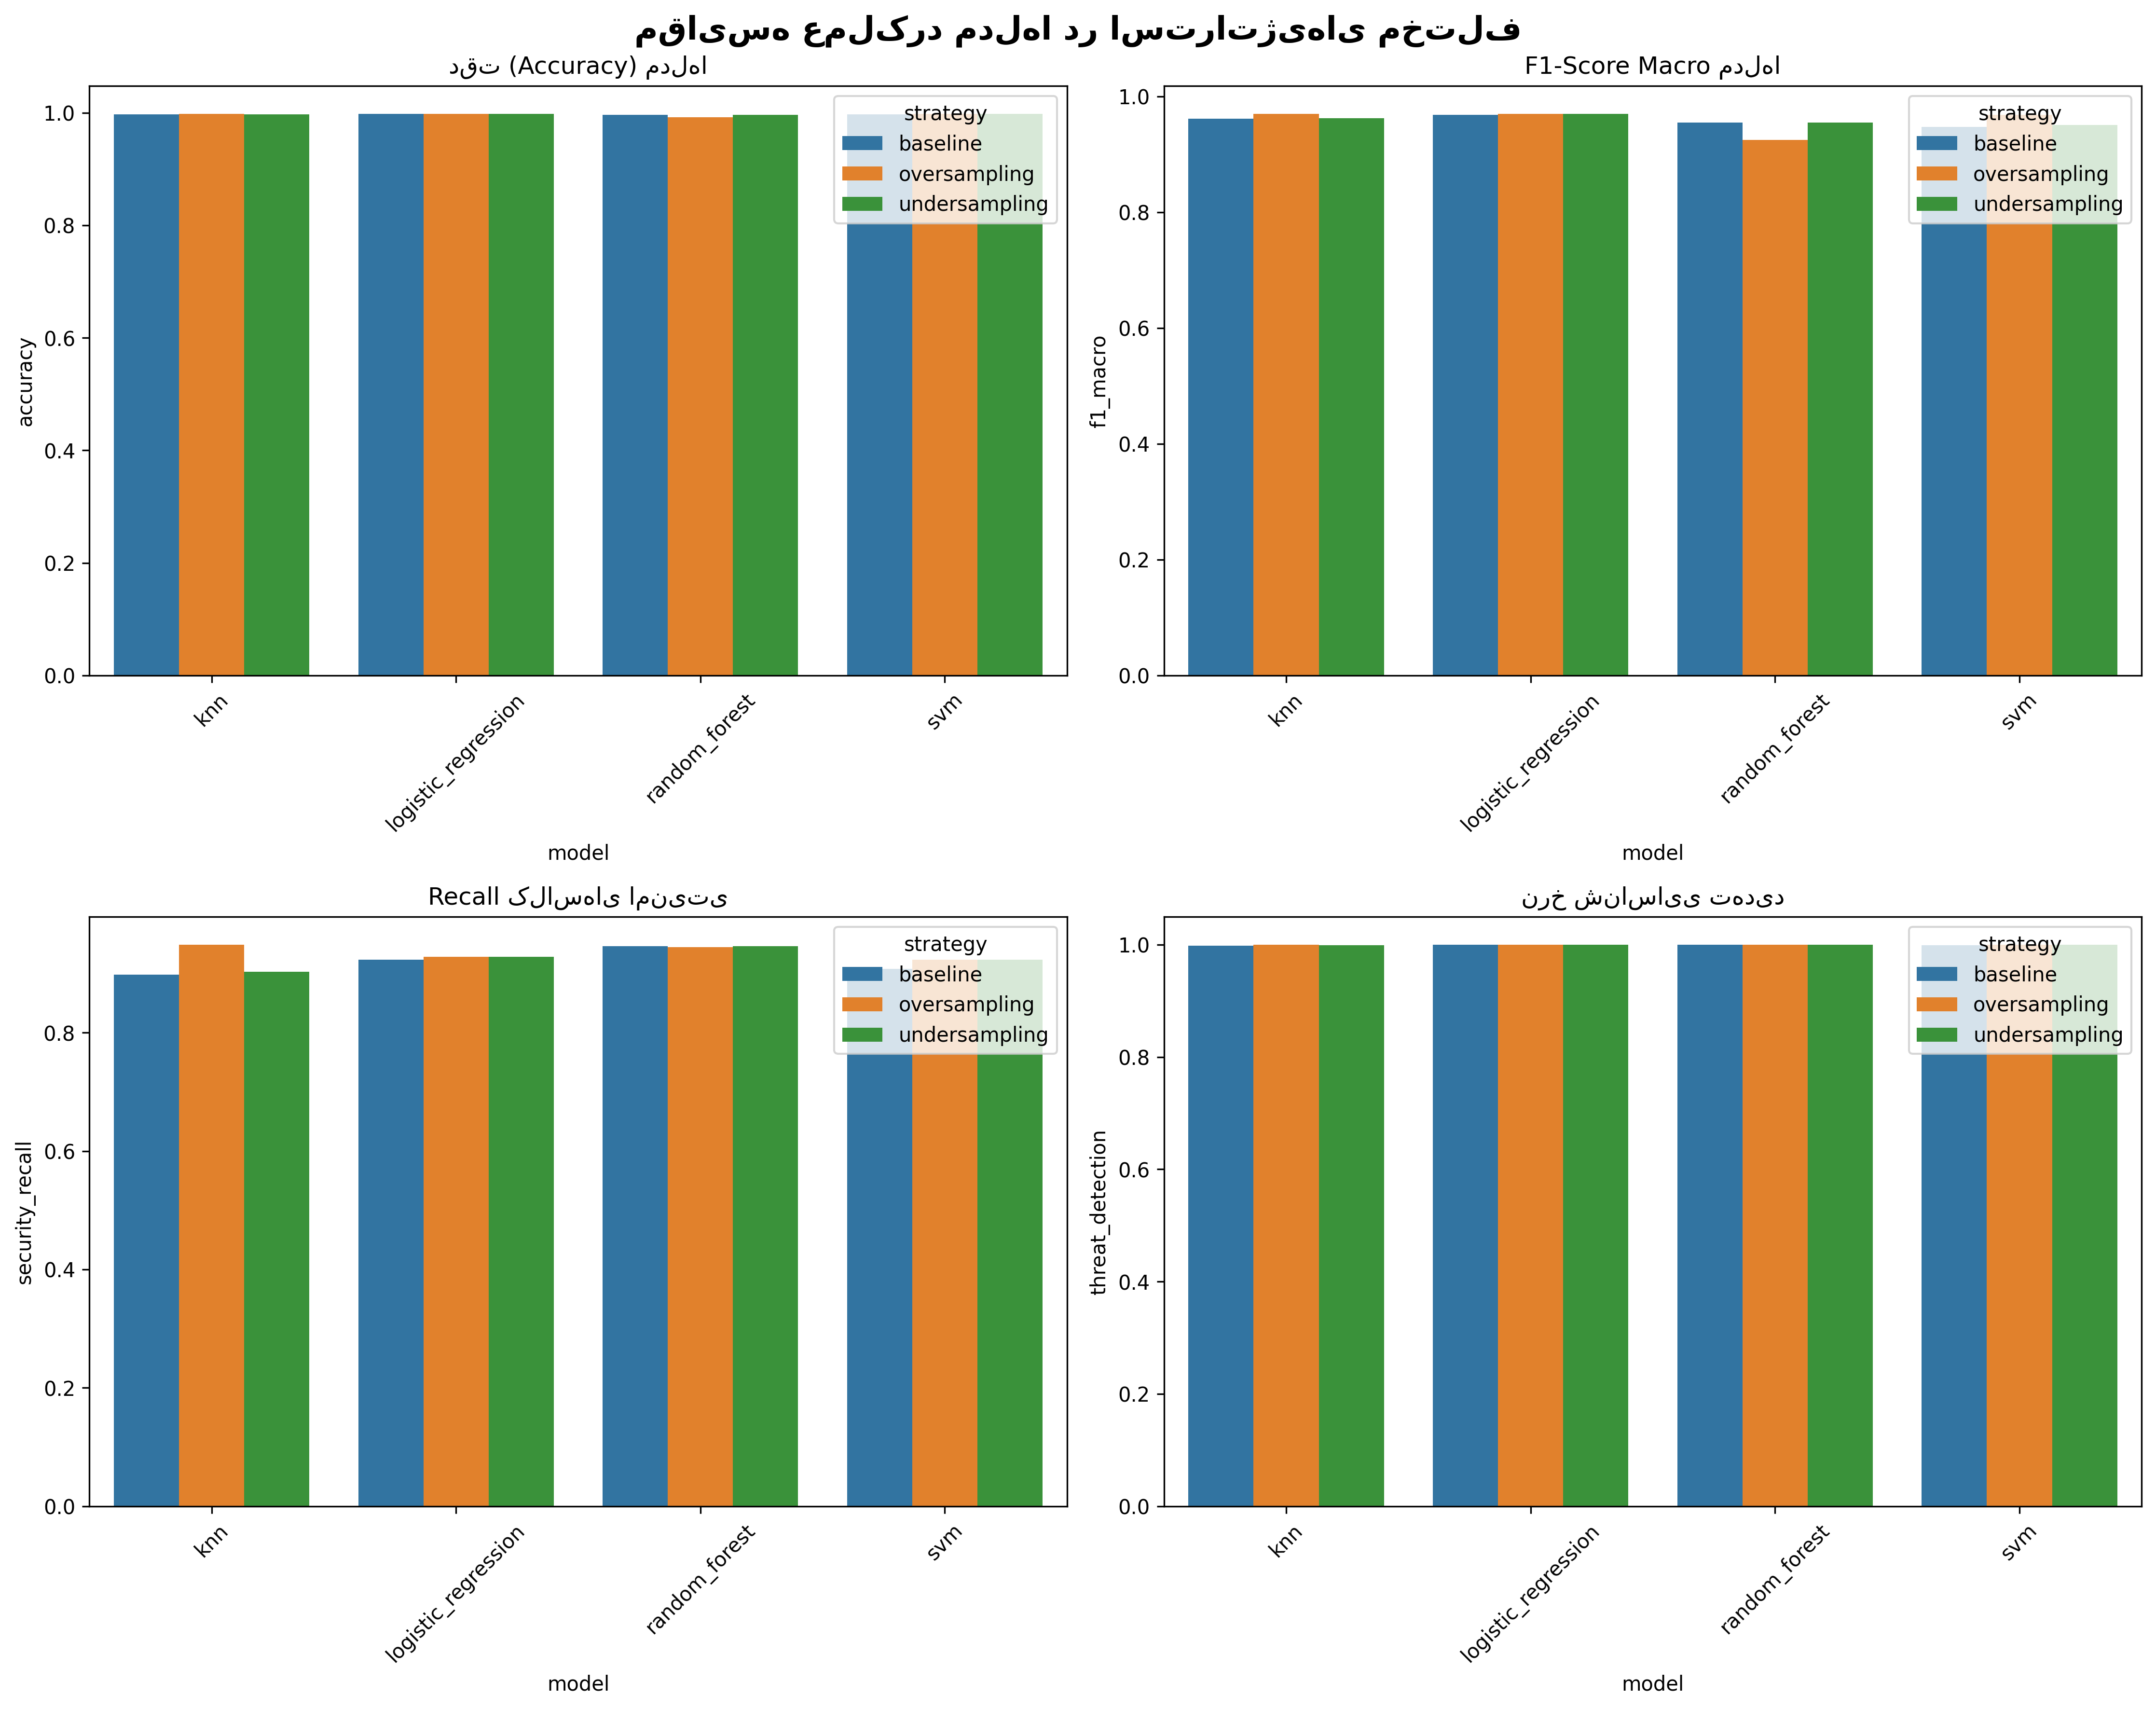 مقایسه عملکرد مدلها در استراتژیهای مختلف
دقت (Accuracy) مدلها
accuracy
1.0
0.8
0.6
0.4
0.2
0.0
strategy
baseline
oversampling
undersampling
knn
logistic_regression
random_forest
svm
model
F1-Score Macro مدلها
f1_macro
1.0
0.8
0.6
0.4
0.2
0.0
strategy
baseline
oversampling
undersampling
knn
logistic_regression
random_forest
svm
model
Recall کلاسهای امنیتی
security_recall
0.8
0.6
0.4
0.2
0.0
strategy
baseline
oversampling
undersampling
knn
logistic_regression
random_forest
svm
model
نرخ شناسایی تهدید
threat_detection
1.0
0.8
0.6
0.4
0.2
0.0
strategy
baseline
oversampling
undersampling
knn
logistic_regression
random_forest
svm
model